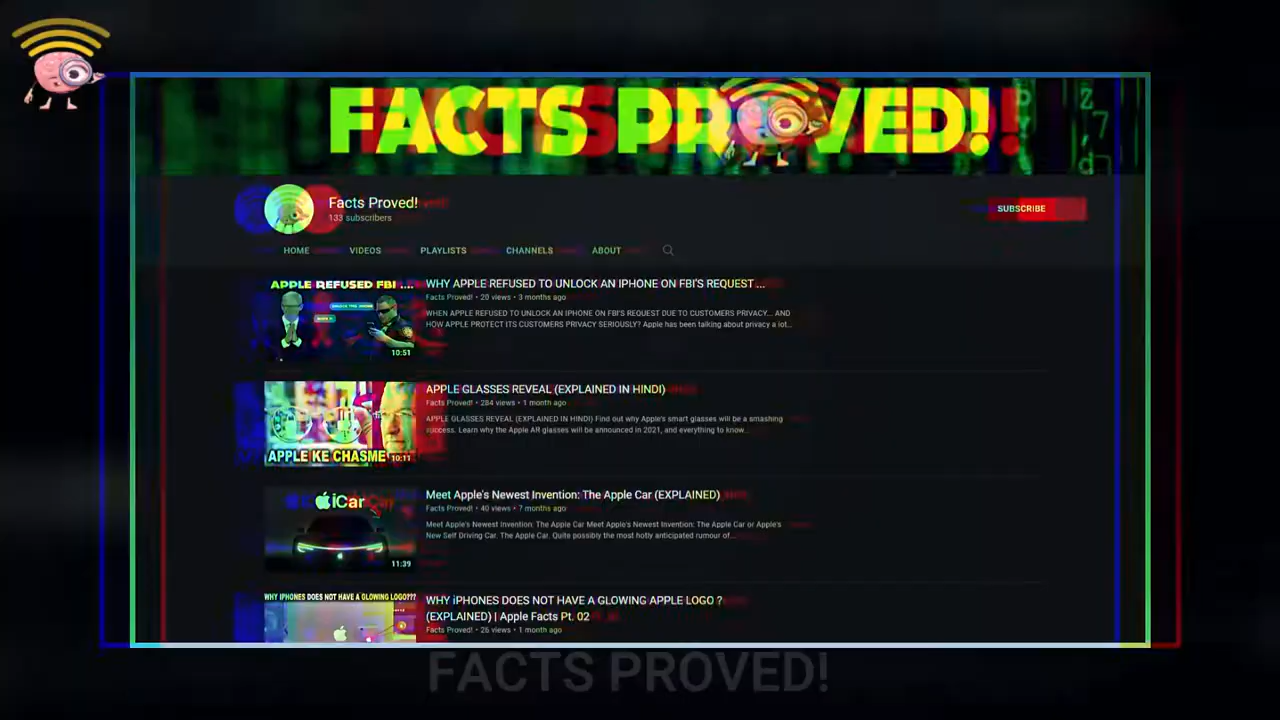 FACTS PROVED!
Facts Proved!
133 subscribers
SUBSCRIBE
HOME VIDEOS PLAYLISTS CHANNELS ABOUT
APPLE REFUSED FBI ....
10:51
WHY APPLE REFUSED TO UNLOCK AN IPHONE ON FBI'S REQUEST ...
Facts Proved! • 20 views • 3 months ago
WHEN APPLE REFUSED TO UNLOCK AN IPHONE ON FBI'S REQUEST DUE TO CUSTOMERS PRIVACY... AND
HOW APPLE PROTECT ITS CUSTOMERS PRIVACY SERIOUSLY? Apple has been talking about privacy a lot...
APPLE KE CHASME
10:11
APPLE GLASSES REVEAL (EXPLAINED IN HINDI)
Facts Proved! • 284 views • 1 month ago
APPLE GLASSES REVEAL (EXPLAINED IN HINDI) Find out why Apple's smart glasses will be a smashing
success. Learn why the Apple AR glasses will be announced in 2021, and everything to know...
iCar
11:39
Meet Apple's Newest Invention: The Apple Car (EXPLAINED)
Facts Proved! • 40 views • 7 months ago
Meet Apple's Newest Invention: The Apple Car Meet Apple's Newest Invention: The Apple Car or Apple's
New Self Driving Car. The Apple Car. Quite possibly the most hotly anticipated rumour of...
WHY IPHONES DOES NOT HAVE A GLOWING LOGO???
WHY iPHONES DOES NOT HAVE A GLOWING APPLE LOGO ?
(EXPLAINED) | Apple Facts Pt. 02
Facts Proved! • 26 views • 1 month ago
FACTS PROVED!